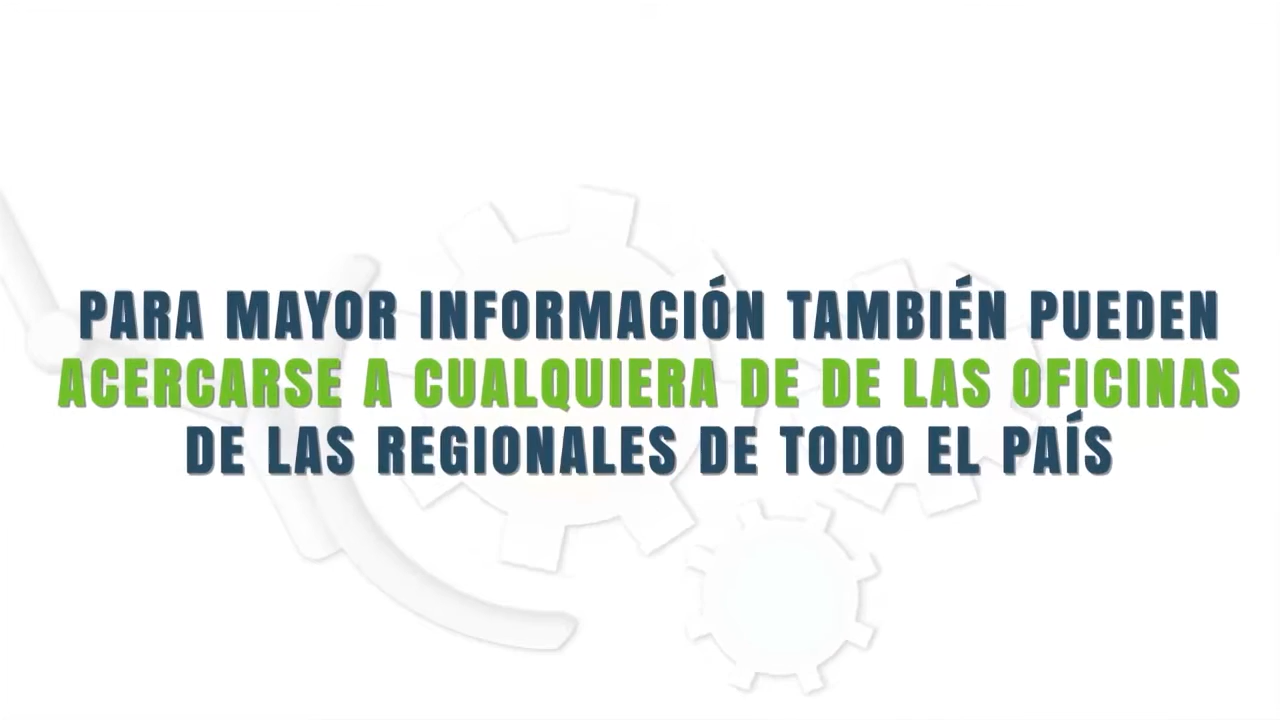 PARA MAYOR INFORMACIÓN TAMBIÉN PUEDEN
ACERCARSE A CUALQUIERA DE DE LAS OFICINAS
DE LAS REGIONALES DE TODO EL PAÍS